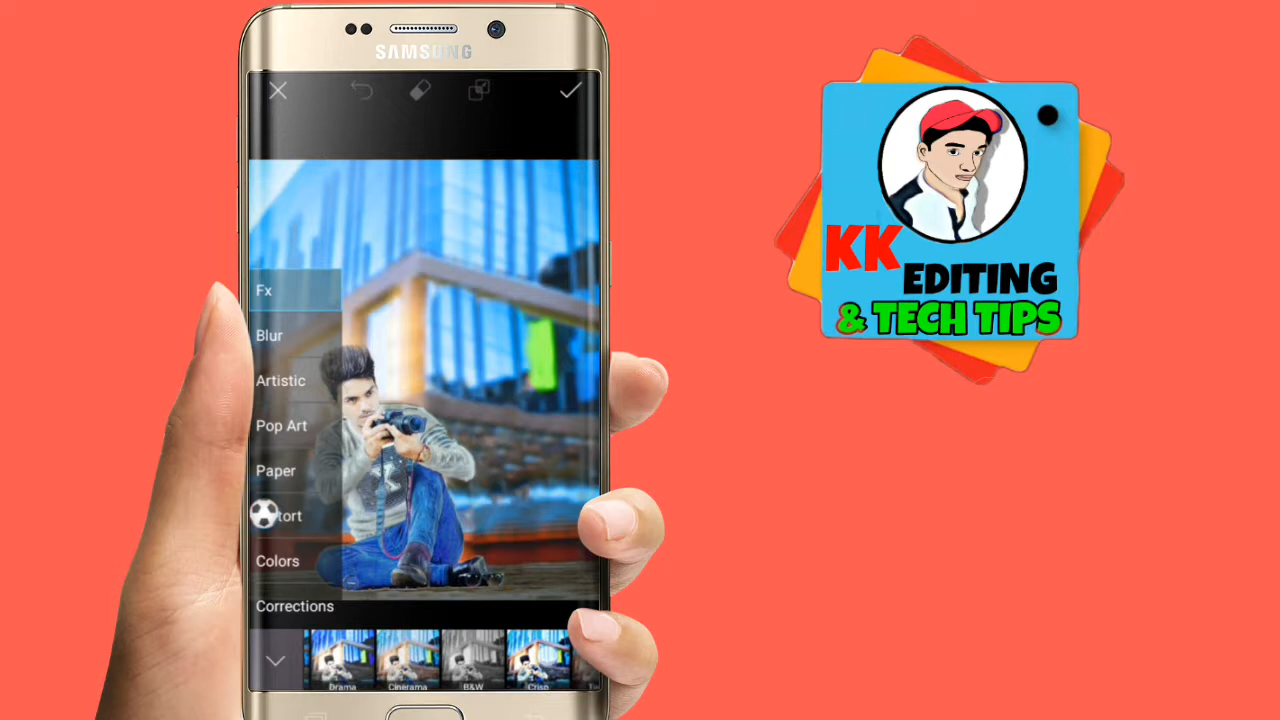 SAMSUNG
Fx
Blur
Artistic
Pop Art
Paper
tort
Colors
Corrections
Drama
Cinerama
B&W
Crisp
KK
EDITING
& TECH TIPS